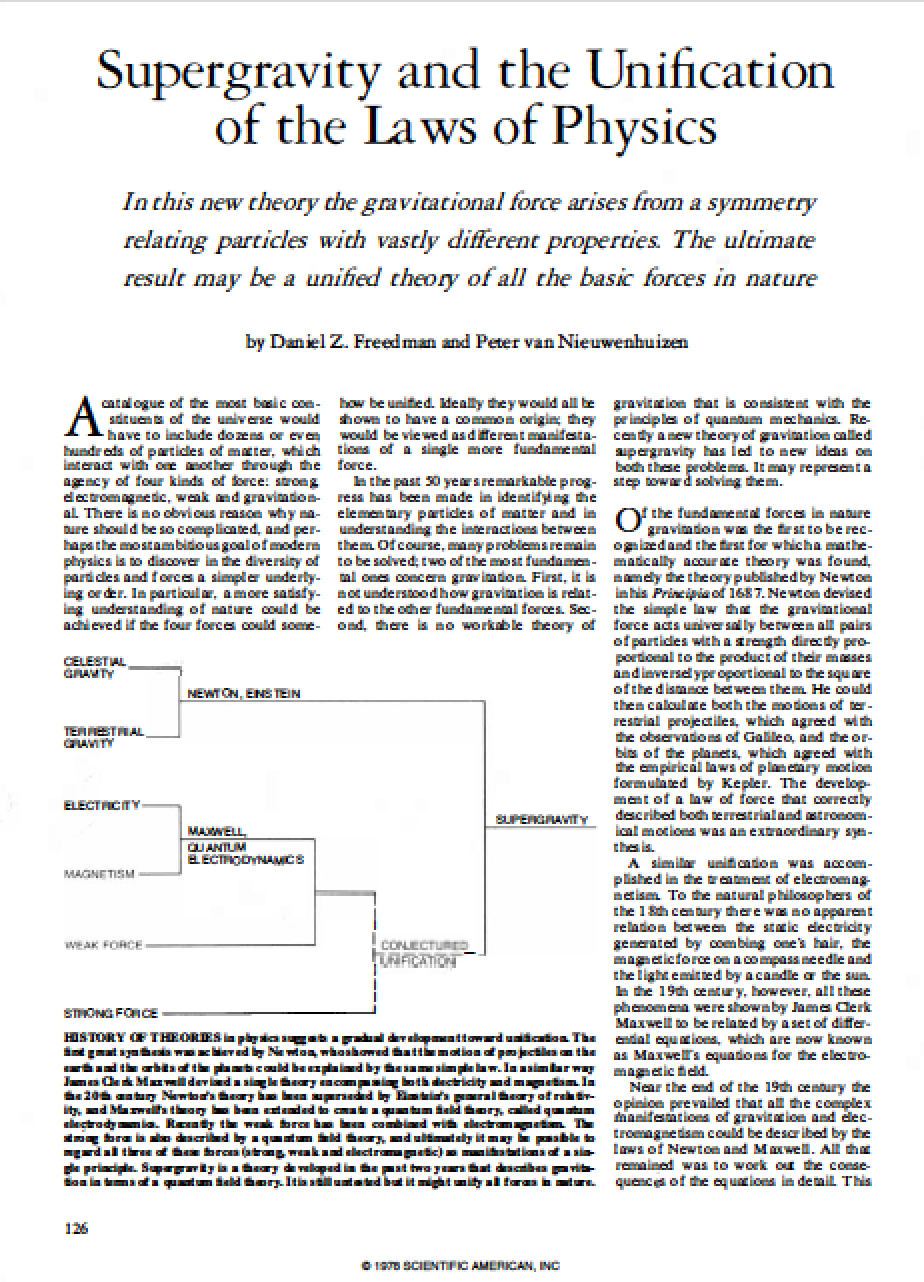 Supergravity and the Unification
of the Laws of Physics
In this new theory the gravitational force arises from a symmetry
relating particles with vastly different properties. The ultimate
result may be a unified theory of all the basic forces in nature
by Daniel Z. Freedman and Peter van Nieuwenhuizen
A catalogue of the most basic con-
stituents of the universe would
have to include dozens or even
hundreds of particles of matter, which
interact with one another through the
agency of four kinds of force: strong,
electromagnetic, weak and gravitation-
al. There is no obvious reason why na-
ture should be so complicated, and per-
haps the most ambitious goal of modern
physics is to discover in the diversity of
particles and forces a simpler underly-
ing order. In particular, a more satisfy-
ing understanding of nature could be
achieved if the four forces could some-
how be unified. Ideally they would all be
shown to have a common origin; they
would be viewed as different manifesta-
tions of a single more fundamental
force.
In the past 50 years remarkable prog-
ress has been made in identifying the
elementary particles of matter and in
understanding the interactions between
them. Of course, many problems remain
to be solved; two of the most fundamen-
tal ones concern gravitation. First, it is
not understood how gravitation is relat-
ed to the other fundamental forces. Sec-
ond, there is no workable theory of
gravitation that is consistent with the
principles of quantum mechanics. Re-
cently a new theory of gravitation called
supergravity has led to new ideas on
both these problems. It may represent a
step toward solving them.
Of the fundamental forces in nature
gravitation was the first to be rec-
ognized and the first for which a mathe-
matically accurate theory was found,
namely the theory published by Newton
in his Principia of 1687. Newton devised
the simple law that the gravitational
force acts universally between all pairs
of particles with a strength directly pro-
portional to the product of their masses
and inversely proportional to the square
of the distance between them. He could
then calculate both the motions of ter-
restrial projectiles, which agreed with
the observations of Galileo, and the or-
bits of the planets, which agreed with
the empirical laws of planetary motion
formulated by Kepler. The develop-
ment of a law of force that correctly
described both terrestrial and astronom-
ical motions was an extraordinary syn-
thesis.
A similar unification was accom-
plished in the treatment of electromag-
netism. To the natural philosophers of
the 18th century there was no apparent
relation between the static electricity
generated by combing one's hair, the
magnetic force on a compass needle and
the light emitted by a candle or the sun.
In the 19th century, however, all these
phenomena were shown by James Clerk
Maxwell to be related by a set of differ-
ential equations, which are now known
as Maxwell's equations for the electro-
magnetic field.
Near the end of the 19th century the
opinion prevailed that all the complex
manifestations of gravitation and elec-
tromagnetism could be described by the
laws of Newton and Maxwell. All that
remained was to work out the conse-
quences of the equations in detail. This
CELESTIAL
GRAVITY
NEWTON, EINSTEIN
TERRESTRIAL
GRAVITY
ELECTRICITY
SUPERGRAVITY
MAXWELL,
QUANTUM
ELECTRODYNAMICS
MAGNETISM
WEAK FORCE
CONJECTURED
UNIFICATION
STRONG FORCE
HISTORY OF THEORIES in physics suggests a gradual development toward unification. The
first great synthesis was achieved by Newton, who showed that the motion of projectiles on the
earth and the orbits of the planets could be explained by the same simple law. In a similar way
James Clerk Maxwell devised a single theory encompassing both electricity and magnetism. In
the 20th century Newton's theory has been superseded by Einstein's general theory of relativ-
ity, and Maxwell's theory has been extended to create a quantum field theory, called quantum
electrodynamics. Recently the weak force has been combined with electromagnetism. The
strong force is also described by a quantum field theory, and ultimately it may be possible to
regard all three of these forces (strong, weak and electromagnetic) as manifestations of a sin-
gle principle. Supergravity is a theory developed in the past two years that describes gravita-
tion in terms of a quantum field theory. It is still untested but it might unify all forces in nature.
126
© 1978 SCIENTIFIC AMERICAN, INC